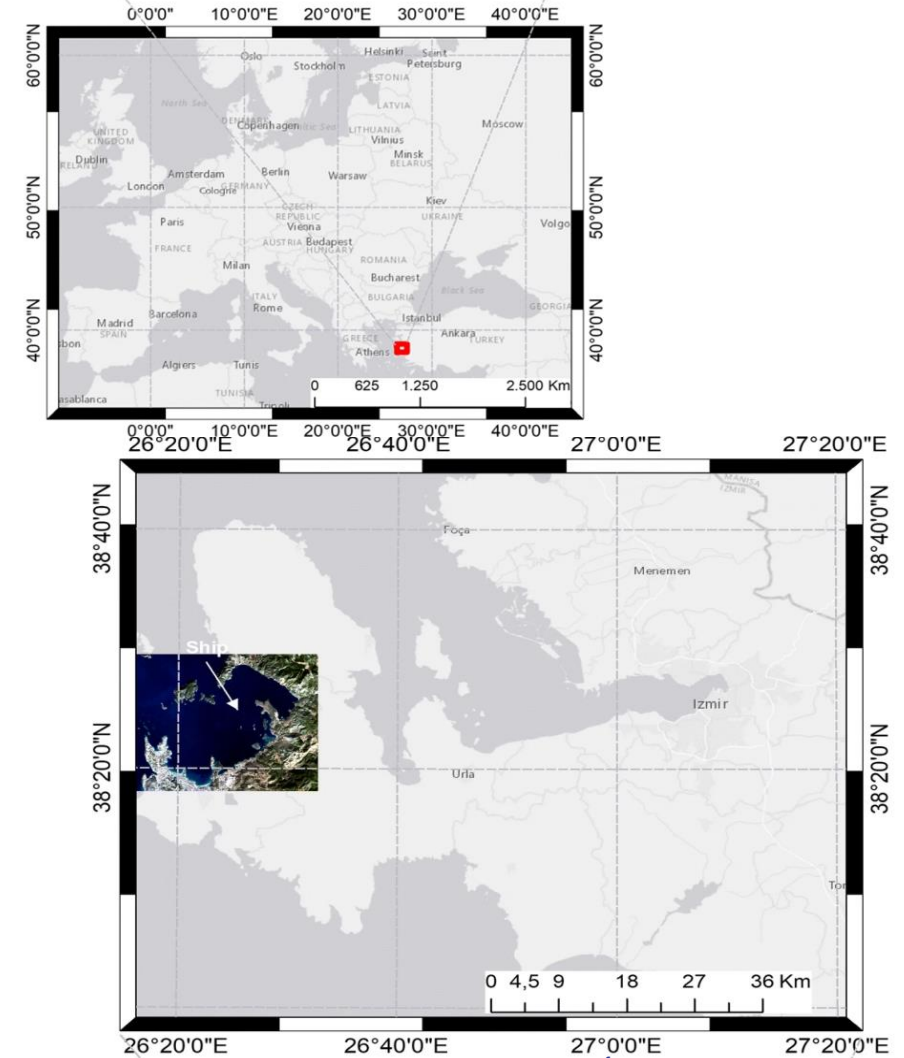 0°0'0" 10°0'0"E 20°0'0"E 30°0'0"E 40°0'0"E
60°0'0"N
60°0'0"N
50°0'0"N
50°0'0"N
40°0'0"N
40°0'0"N
Oslo
Helsinki
Saint
Petersburg
Stockholm
ESTONIA
North Sea
LATVIA
DENMARK
Copenhagen
LITHUANIA
Moscow
UNITED
KINGDOM
Vilnius
Dublin
Minsk
BELARUS
Amsterdam
Berlin
Warsaw
London
Cologne
GERMANY
Kiev
CZECH
REPUBLIC
UKRAINE
Paris
Vienna
Volgo
FRANCE
AUSTRIA
Budapest
HUNGARY
Milan
ROMANIA
Bucharest
Black Sea
ITALY
BULGARIA
GEORGIA
Rome
Barcelona
Madrid
SPAIN
Istanbul
Ankara
TURKEY
GREECE
Athens
sbon
Algiers
Tunis
TUNISIA
asablanca
Tripoli
0 625 1.250 2.500 Km
0°0'0" 10°0'0"E 20°0'0"E 30°0'0"E 40°0'0"E
26°20'0"E 26°40'0"E 27°0'0"E 27°20'0"E
38°40'0"N
38°40'0"N
38°20'0"N
38°20'0"N
MANISA
IZMIR
Foça
Menemen
Ship
Izmir
Urla
Tor
0 4,5 9 18 27 36 Km
26°20'0"E 26°40'0"E 27°0'0"E 27°20'0"E